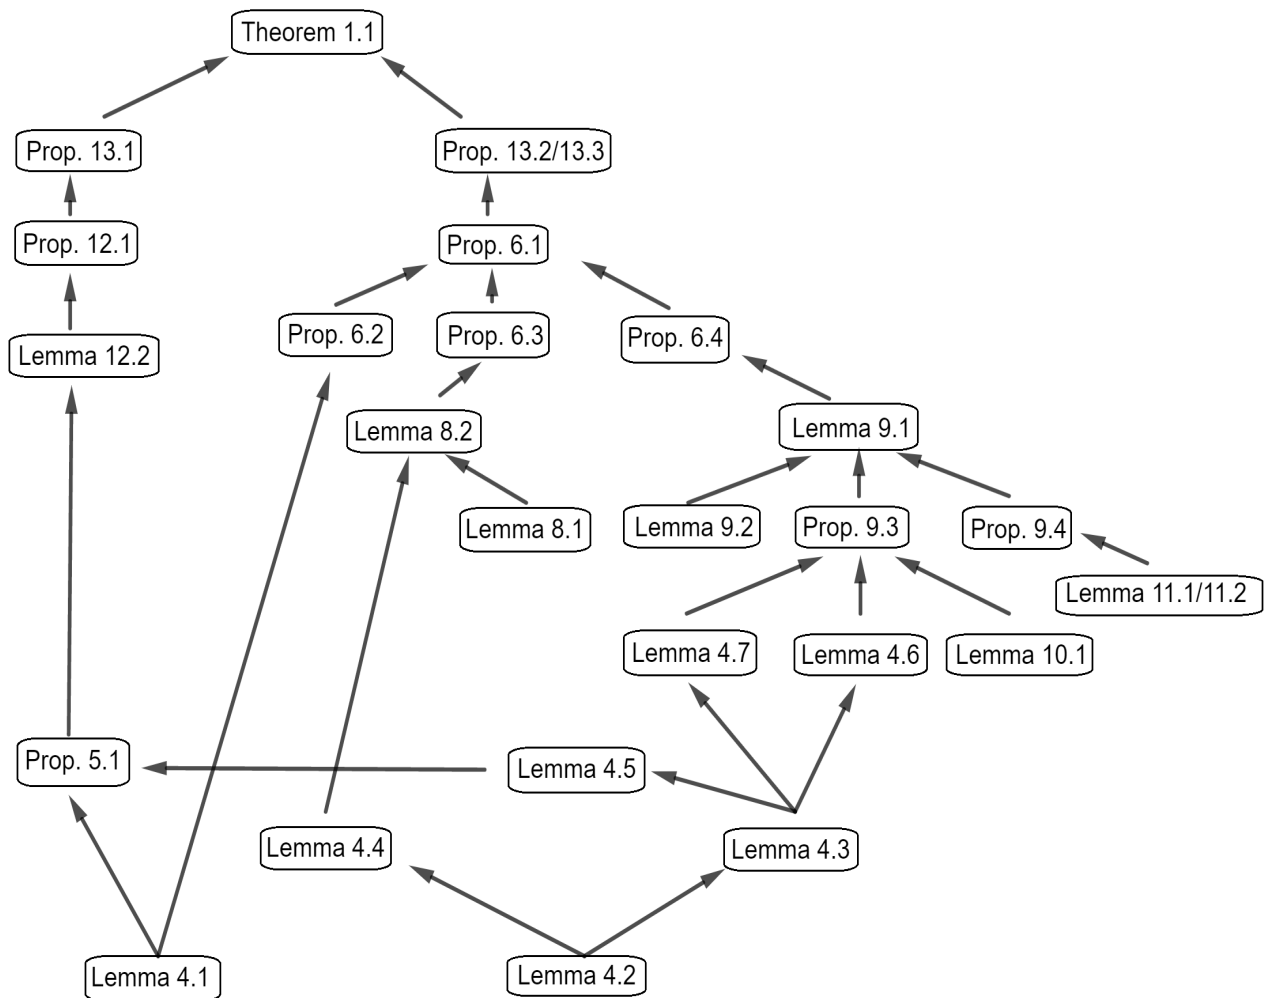 Theorem 1.1
Prop. 13.1
Prop. 13.2/13.3
Prop. 12.1
Prop. 6.1
Prop. 6.2
Prop. 6.3
Prop. 6.4
Lemma 12.2
Lemma 8.2
Lemma 9.1
Lemma 8.1
Lemma 9.2
Prop. 9.3
Prop. 9.4
Lemma 11.1/11.2
Lemma 4.7
Lemma 4.6
Lemma 10.1
Prop. 5.1
Lemma 4.5
Lemma 4.4
Lemma 4.3
Lemma 4.1
Lemma 4.2